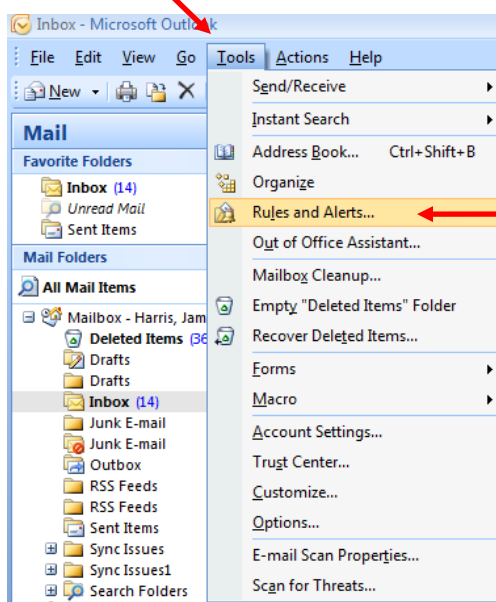 Inbox - Microsoft Outlook
File Edit View Go Tools Actions Help
New
Mail
Favorite Folders
Inbox (14)
Unread Mail
Sent Items
Mail Folders
All Mail Items
Mailbox - Harris, Jam
Deleted Items (36
Drafts
Drafts
Inbox (14)
Junk E-mail
Junk E-mail
Outbox
RSS Feeds
RSS Feeds
Sent Items
Sync Issues
Sync Issues1
Search Folders
Send/Receive
Instant Search
Address Book... Ctrl+Shift+B
Organize
Rules and Alerts...
Out of Office Assistant...
Mailbox Cleanup...
Empty "Deleted Items" Folder
Recover Deleted Items...
Forms
Macro
Account Settings...
Trust Center...
Customize...
Options...
E-mail Scan Properties...
Scan for Threats...